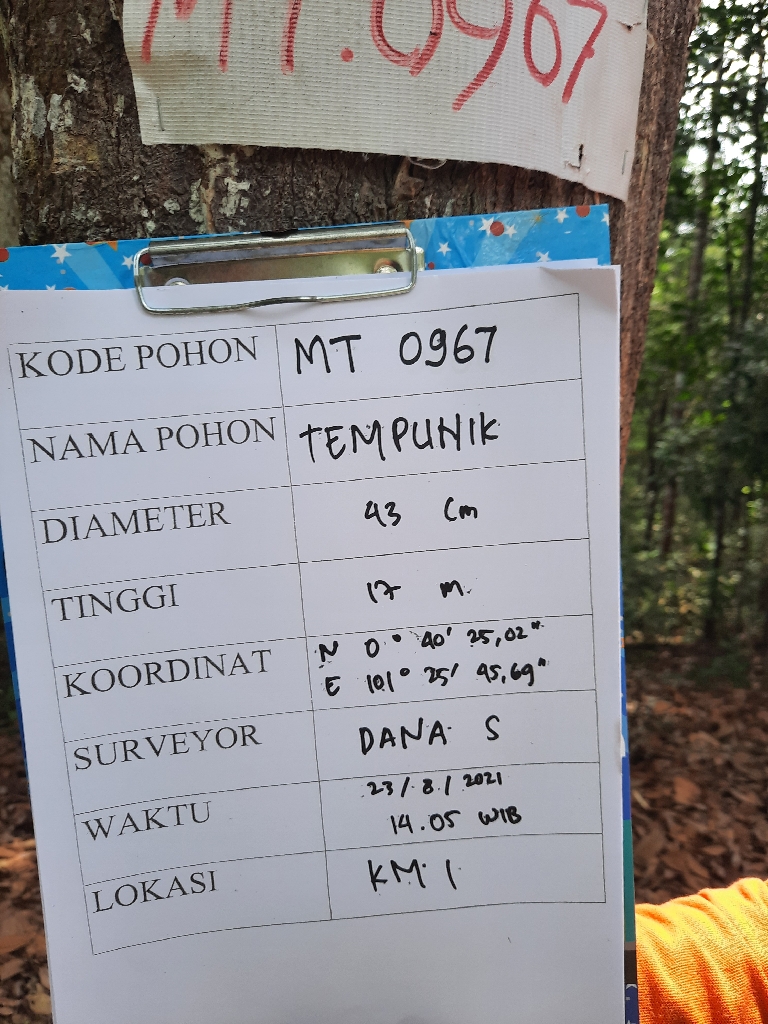 MT.0967
KODE POHON MT 0967
NAMA POHON TEMPUNIK
DIAMETER 43 cm
TINGGI 17 m
KOORDINAT N 0° 40' 25,02"
E 101° 35' 45,69"
SURVEYOR DANA S
WAKTU 23/8/2021
14.05 WIB
LOKASI KM 1